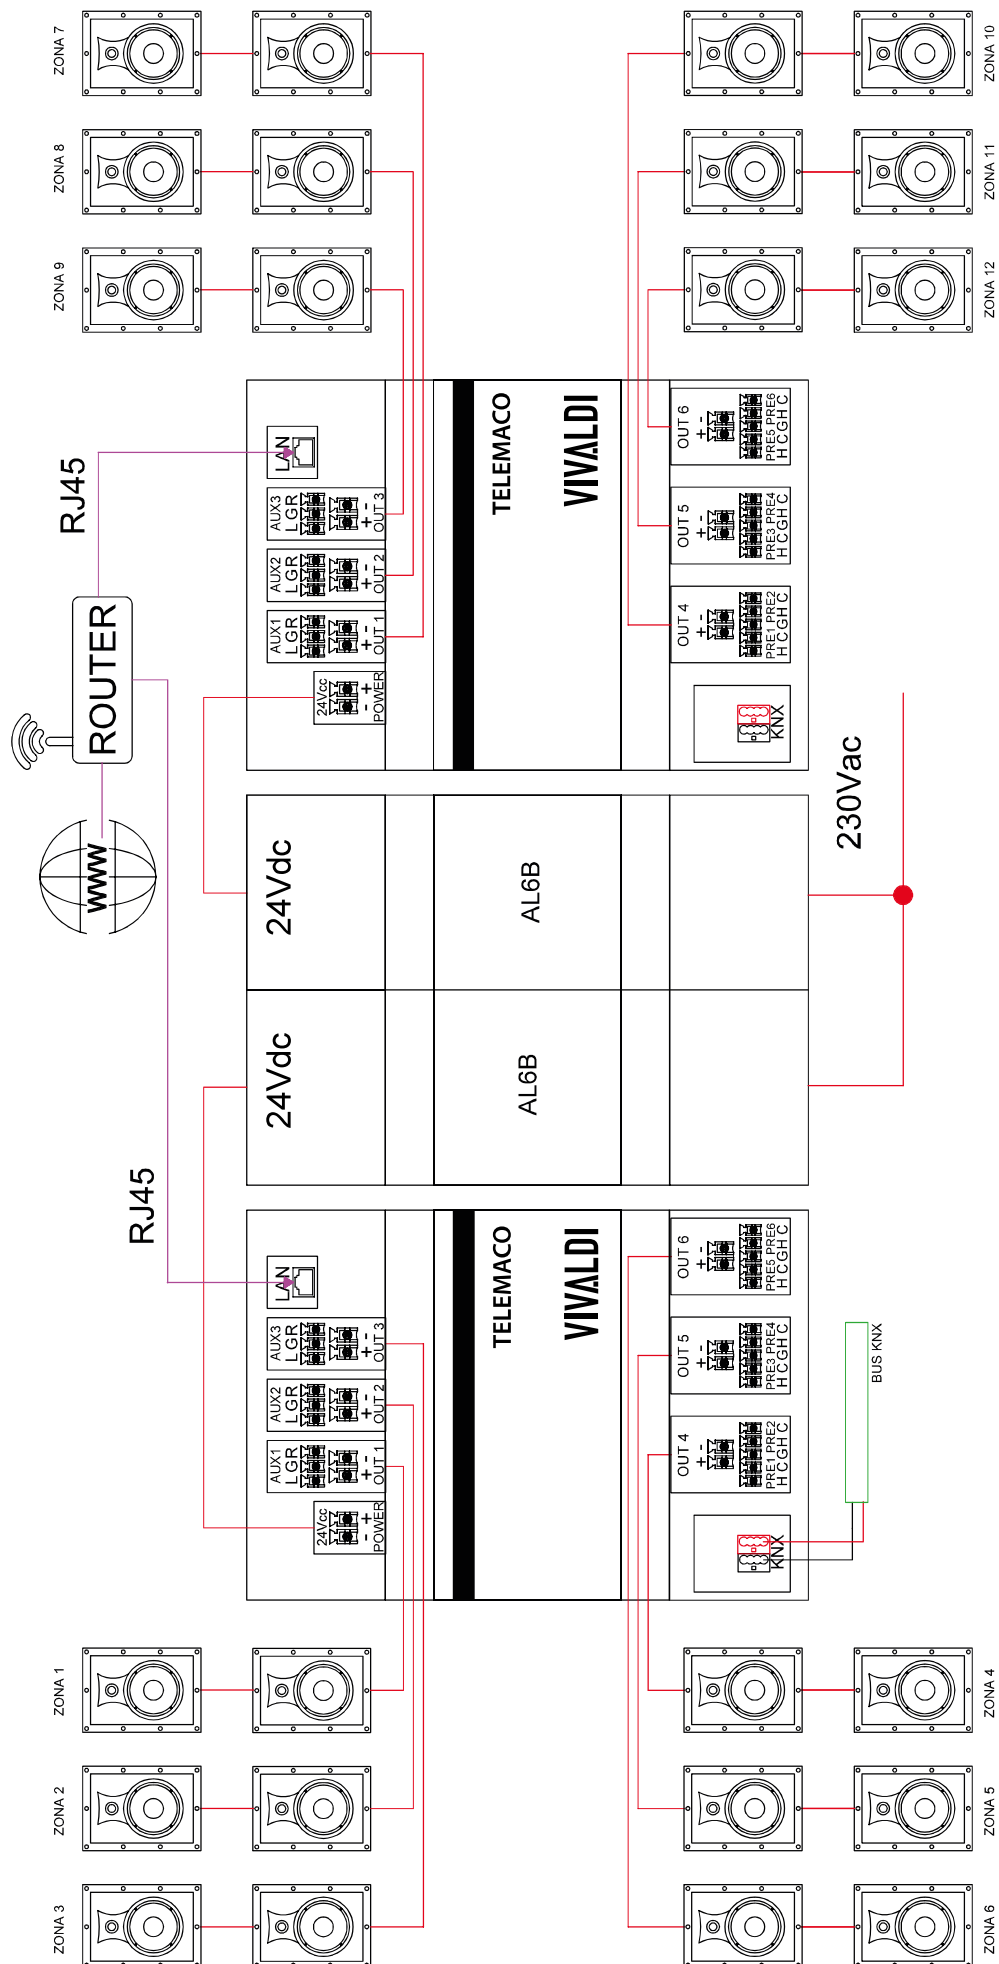 ZONA 7
ZONA 8
ZONA 9
ZONA 10
ZONA 11
ZONA 12
RJ45
ROUTER
WWW
LAN
AUX3
L G R
+ -
OUT 3
AUX2
L G R
+ -
OUT 2
AUX1
L G R
+ -
OUT 1
24Vcc
- +
POWER
TELEMACO
VIVALDI
OUT 6
+ -
PRE5 PRE6
H C G H C
OUT 5
+ -
PRE3 PRE4
H C G H C
OUT 4
+ -
PRE1 PRE2
H C G H C
KNX
230Vac
24Vdc
AL6B
24Vdc
AL6B
RJ45
LAN
AUX3
L G R
+ -
OUT 3
AUX2
L G R
+ -
OUT 2
AUX1
L G R
+ -
OUT 1
24Vcc
- +
POWER
TELEMACO
VIVALDI
OUT 6
+ -
PRE5 PRE6
H C G H C
OUT 5
+ -
PRE3 PRE4
H C G H C
OUT 4
+ -
PRE1 PRE2
H C G H C
KNX
BUS KNX
ZONA 1
ZONA 2
ZONA 3
ZONA 4
ZONA 5
ZONA 6